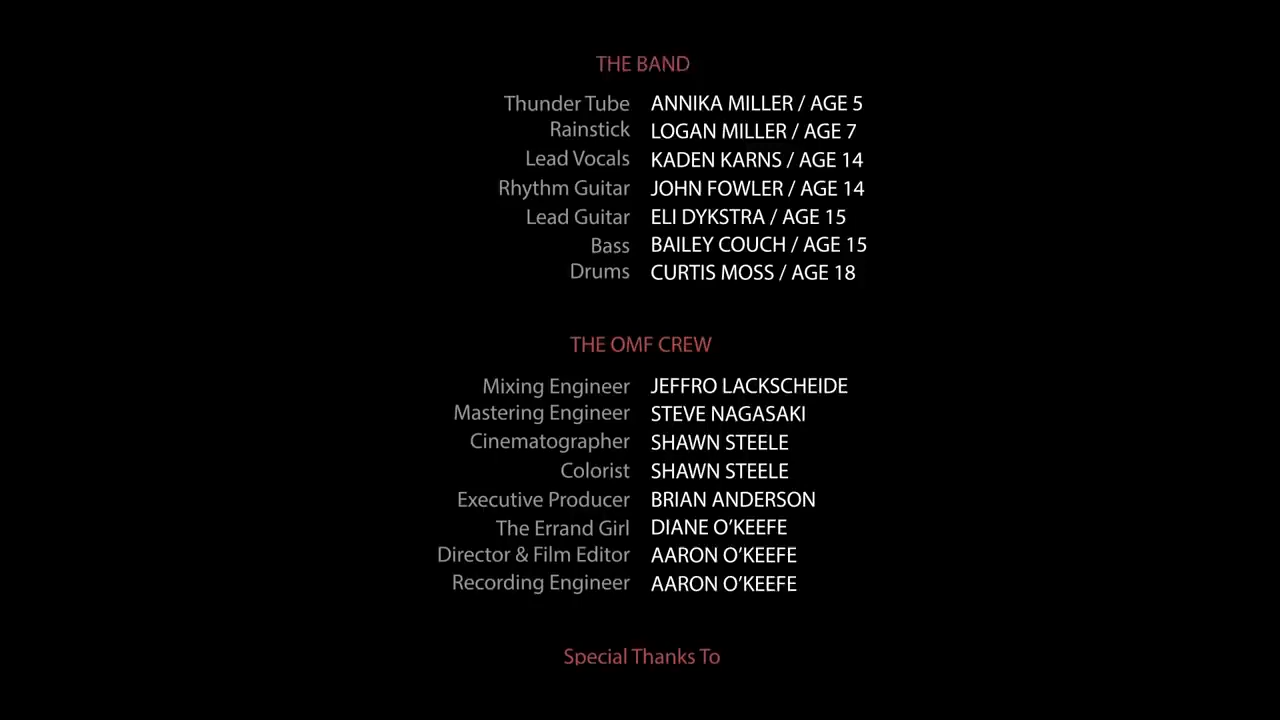 THE BAND
Thunder Tube ANNIKA MILLER / AGE 5
Rainstick LOGAN MILLER / AGE 7
Lead Vocals KADEN KARNS / AGE 14
Rhythm Guitar JOHN FOWLER / AGE 14
Lead Guitar ELI DYKSTRA / AGE 15
Bass BAILEY COUCH / AGE 15
Drums CURTIS MOSS / AGE 18
THE OMF CREW
Mixing Engineer JEFFRO LACKSCHEIDE
Mastering Engineer STEVE NAGASAKI
Cinematographer SHAWN STEELE
Colorist SHAWN STEELE
Executive Producer BRIAN ANDERSON
The Errand Girl DIANE O'KEEFE
Director & Film Editor AARON O'KEEFE
Recording Engineer AARON O'KEEFE
Special Thanks To